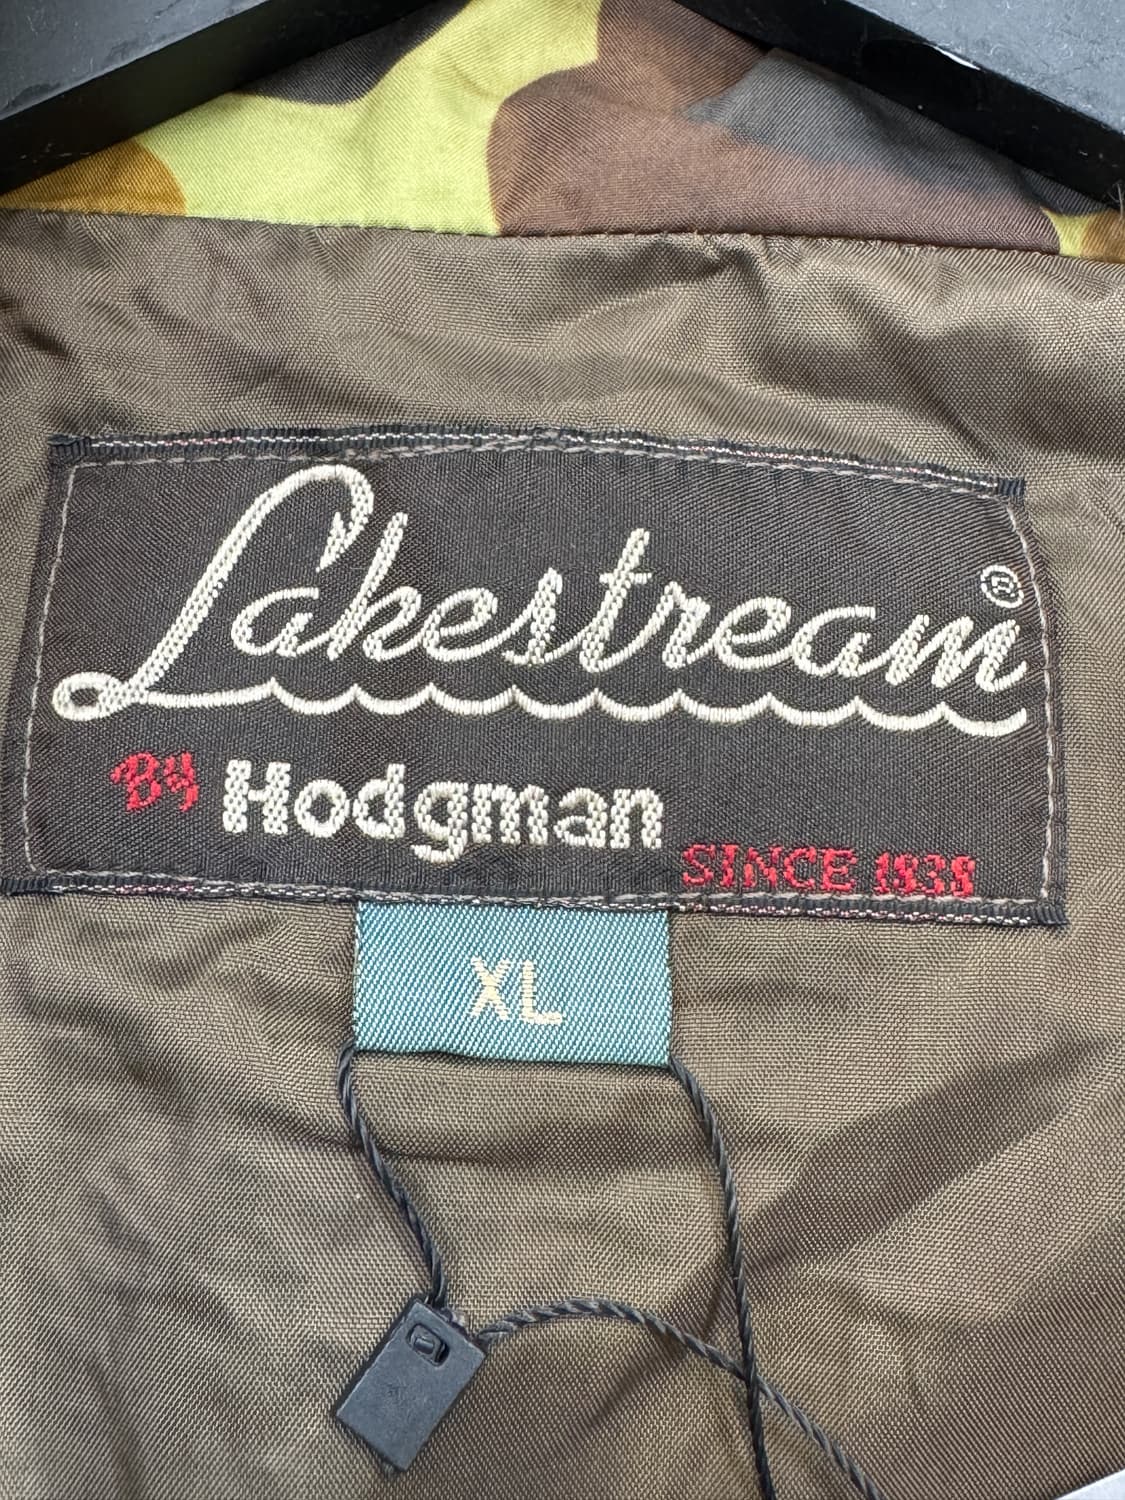 Lakestream®
By Hodgman
SINCE 1838
XL